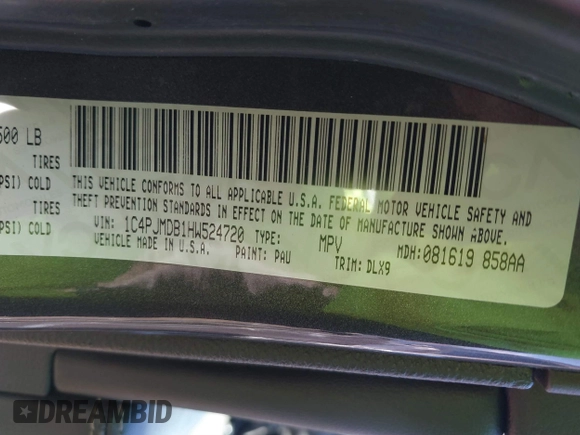 500 LB
TIRES
PSI) COLD
TIRES
PSI) COLD
THIS VEHICLE CONFORMS TO ALL APPLICABLE U.S.A. FEDERAL MOTOR VEHICLE SAFETY AND
THEFT PREVENTION STANDARDS IN EFFECT ON THE DATE OF MANUFACTURE SHOWN ABOVE.
VIN: 1C4PJMDB1HW524720 TYPE: MPV MDH:081619 858AA
VEHICLE MADE IN U.S.A. PAINT: PAU TRIM: DLX9
DREAMBID